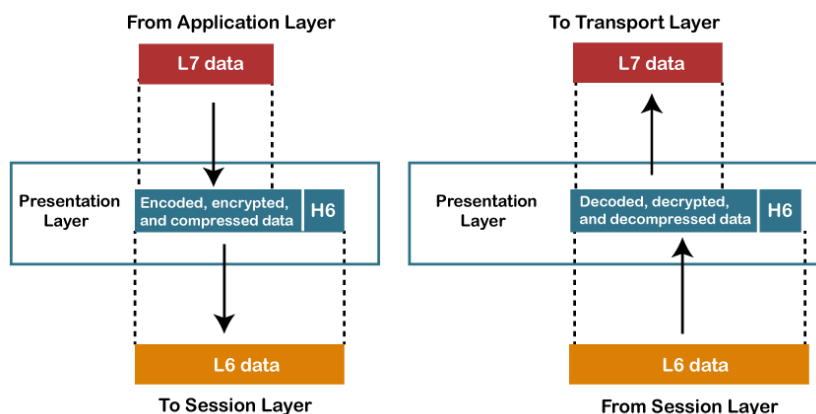 From Application Layer
L7 data
Presentation
Layer
Encoded, encrypted,
and compressed data
H6
L6 data
To Session Layer
To Transport Layer
L7 data
Presentation
Layer
Decoded, decrypted,
and decompressed data
H6
L6 data
From Session Layer